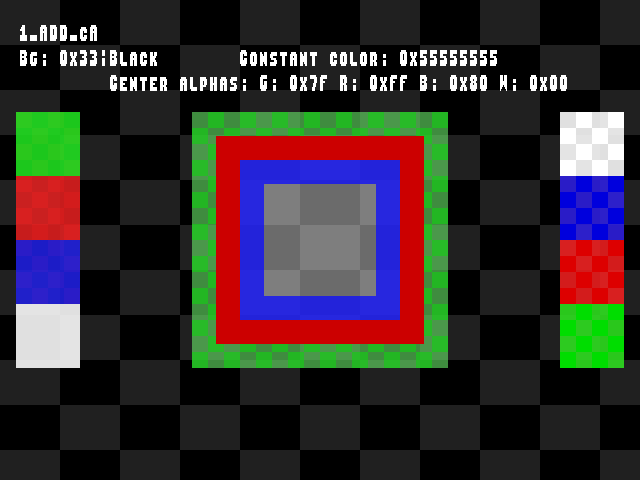 1_ADD_cA
Bg: 0x33¦Black Constant color: 0x55555555
Center alphas: G: 0x7f R: 0xff B: 0x80 W: 0x00